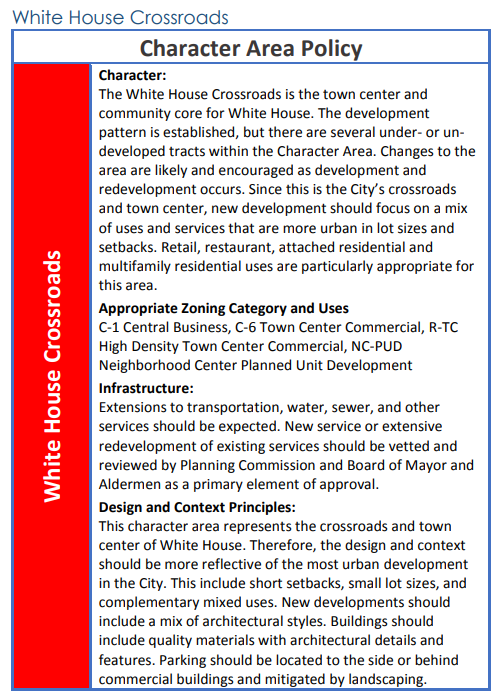 White House Crossroads
Character Area Policy
White House Crossroads
Character:
The White House Crossroads is the town center and
community core for White House. The development
pattern is established, but there are several under- or un-
developed tracts within the Character Area. Changes to the
area are likely and encouraged as development and
redevelopment occurs. Since this is the City’s crossroads
and town center, new development should focus on a mix
of uses and services that are more urban in lot sizes and
setbacks. Retail, restaurant, attached residential and
multifamily residential uses are particularly appropriate for
this area.
Appropriate Zoning Category and Uses
C-1 Central Business, C-6 Town Center Commercial, R-TC
High Density Town Center Commercial, NC-PUD
Neighborhood Center Planned Unit Development
Infrastructure:
Extensions to transportation, water, sewer, and other
services should be expected. New service or extensive
redevelopment of existing services should be vetted and
reviewed by Planning Commission and Board of Mayor and
Aldermen as a primary element of approval.
Design and Context Principles:
This character area represents the crossroads and town
center of White House. Therefore, the design and context
should be more reflective of the most urban development
in the City. This include short setbacks, small lot sizes, and
complementary mixed uses. New developments should
include a mix of architectural styles. Buildings should
include quality materials with architectural details and
features. Parking should be located to the side or behind
commercial buildings and mitigated by landscaping.